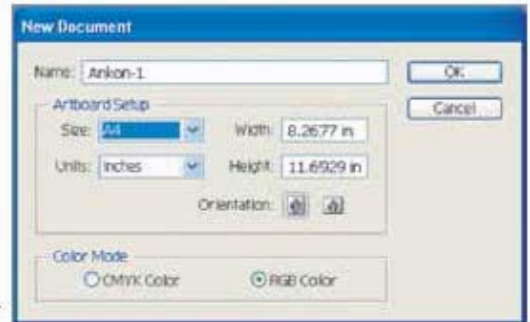 New Document
Name: Ankon-1
OK
Cancel
Artboard Setup
Size: A4 Width: 8.2677 in
Units: Inches Height: 11.6929 in
Orientation:
Color Mode
CMYK Color RGB Color